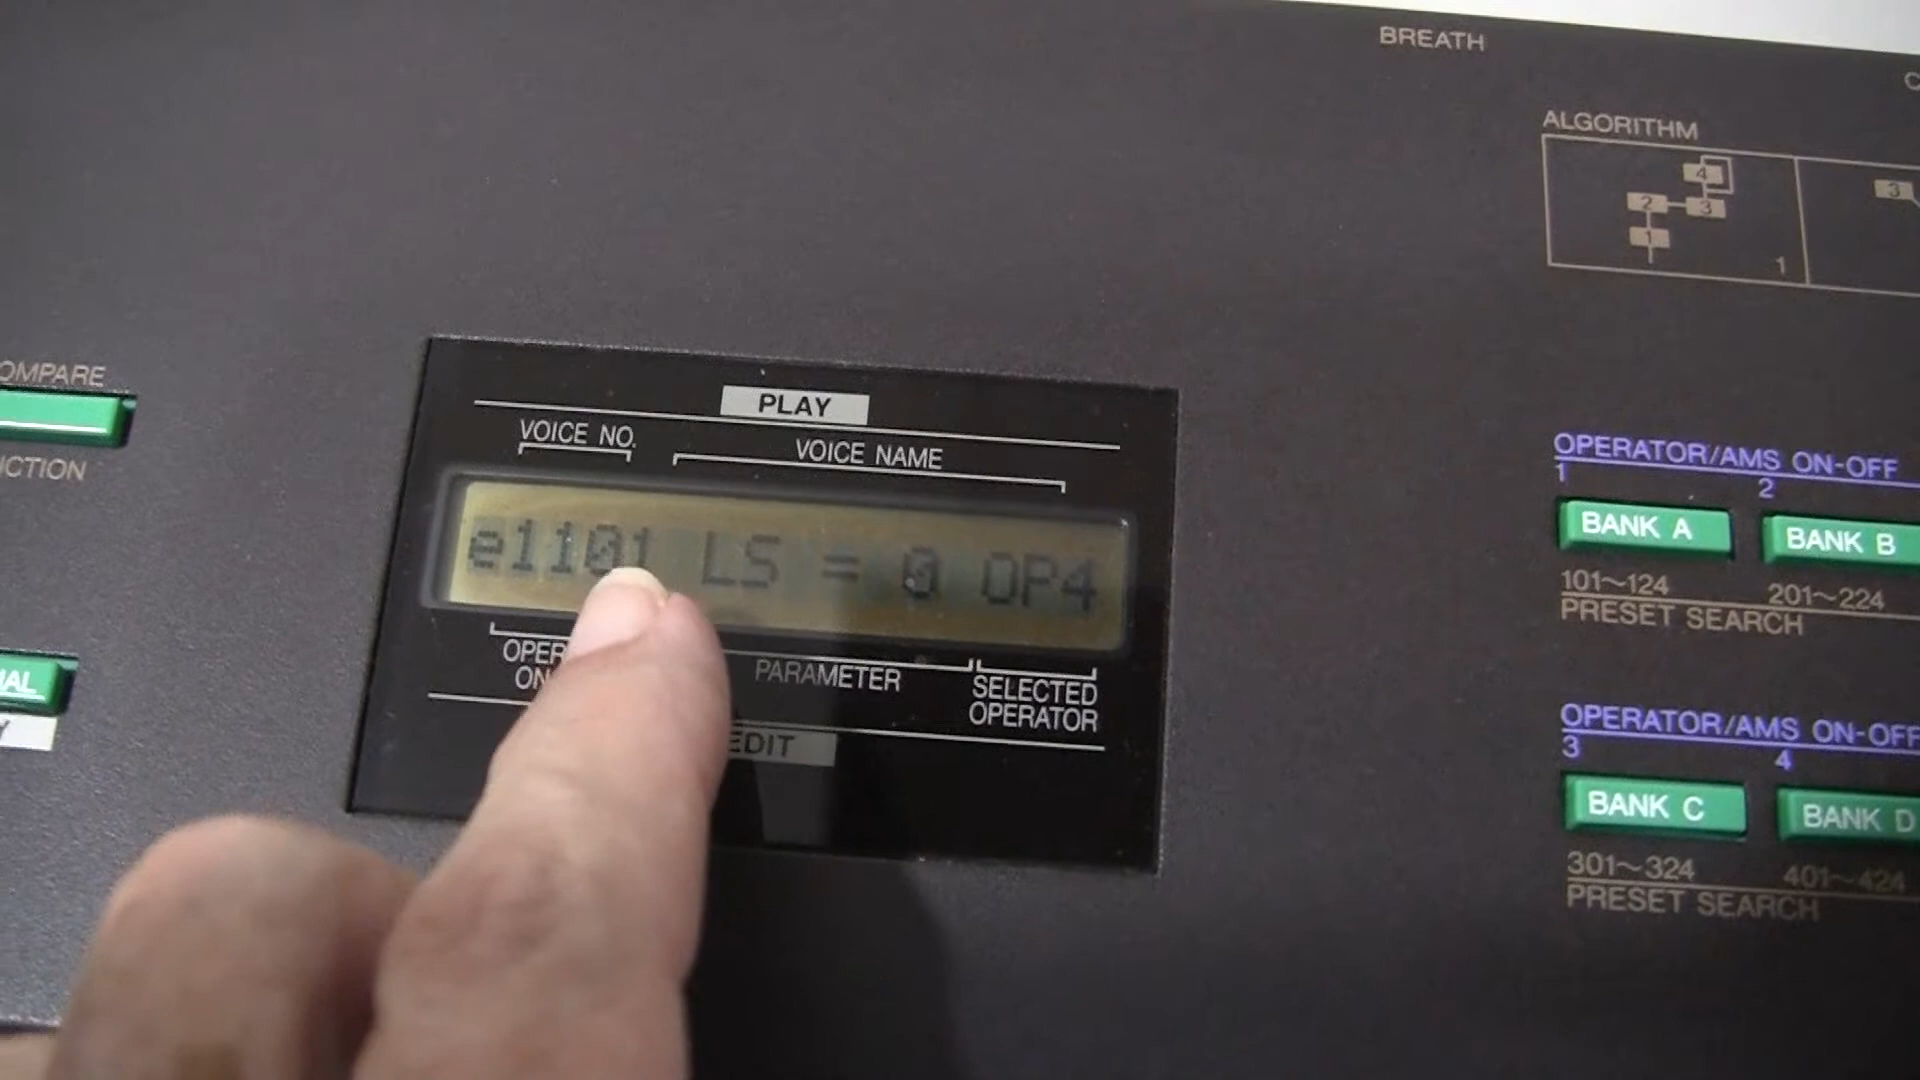 BREATH
ALGORITHM
4
2 3
1
1
3
OMPARE
PLAY
VOICE NO.
VOICE NAME
OPERATOR/AMS ON-OFF
1
2
NCTION
BANK A
BANK B
e1101 LS = 0 OP4
101~124
201~224
PRESET SEARCH
OPER
ON
PARAMETER
SELECTED
OPERATOR
EDIT
OPERATOR/AMS ON-OFF
3
4
BANK C
BANK D
301~324
401~424
PRESET SEARCH